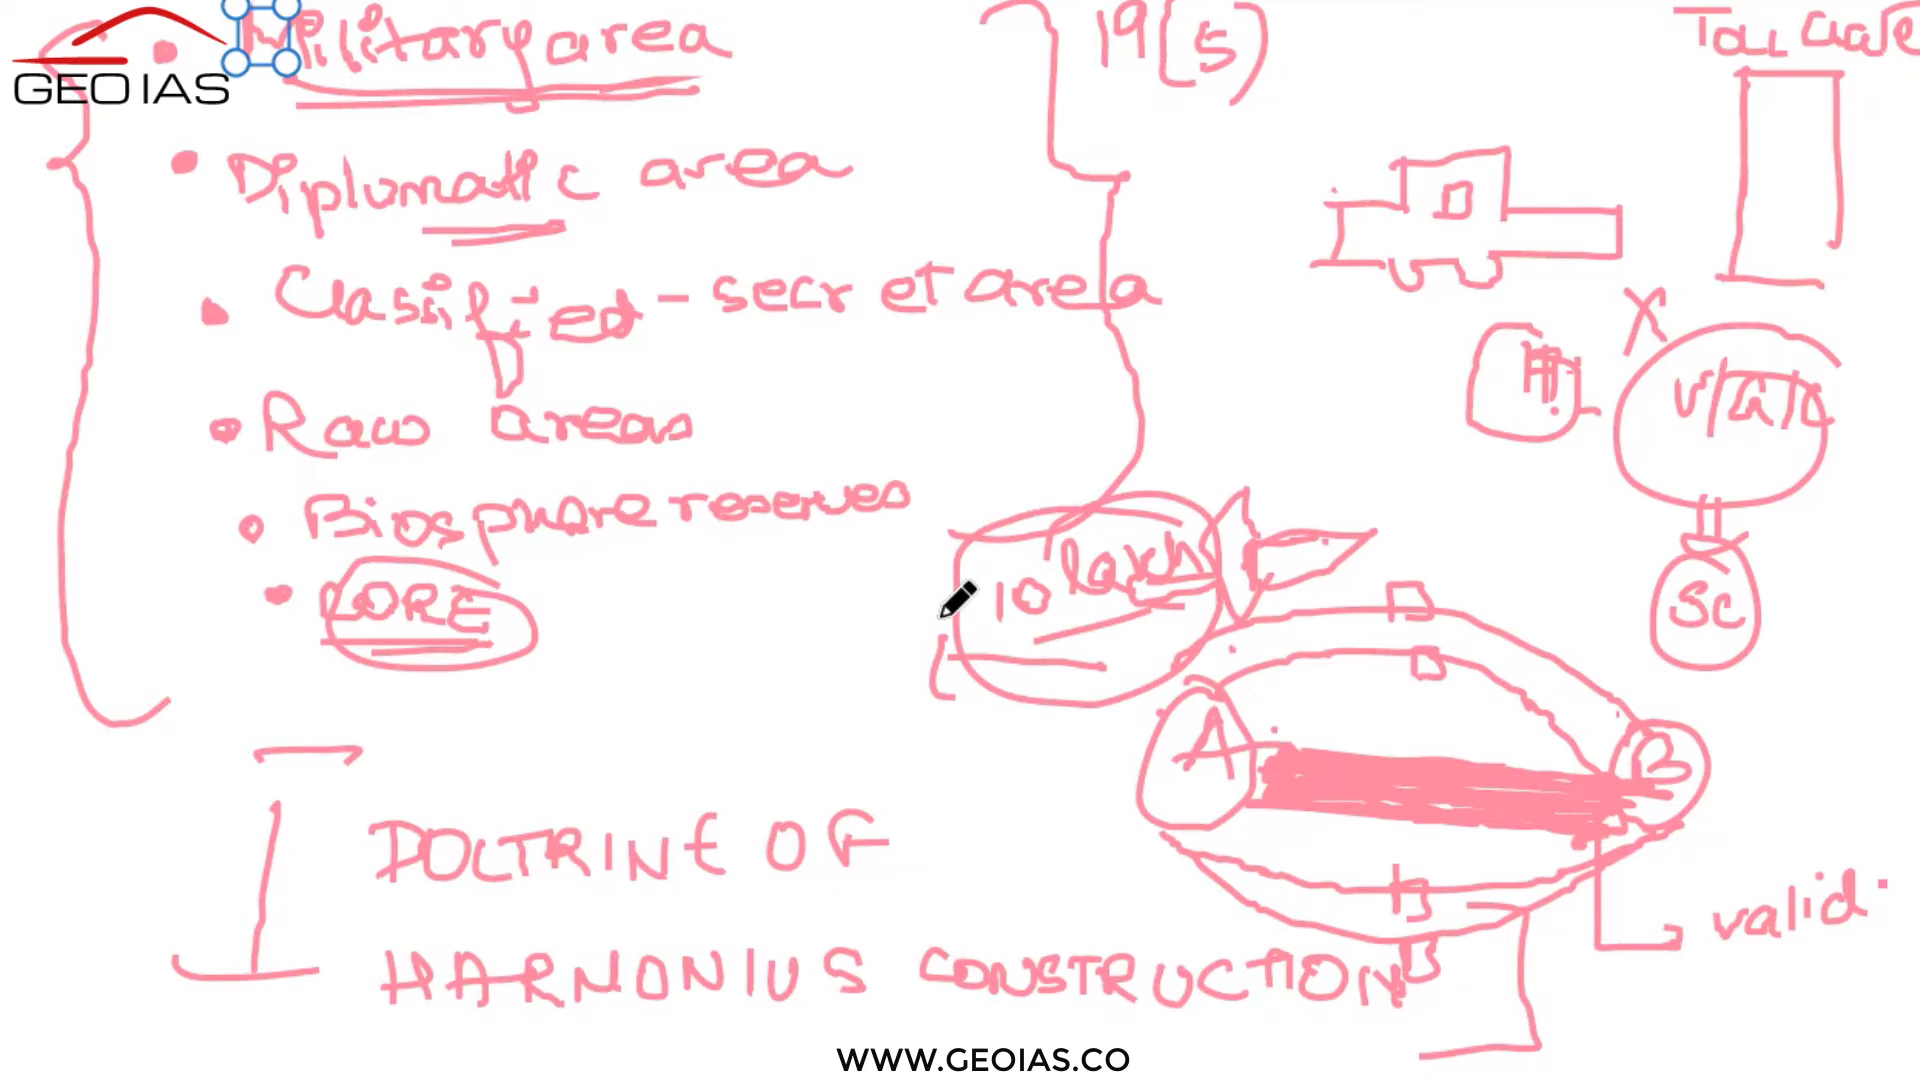 Military area
19(5)
GEO IAS
Diplomatic area
Classified - secret area
Raw areas
V/A/C
Biosphere reserves
10 lakh
CORE
SC
A
B
DOCTRINE OF
valid
HARMONIUS CONSTRUCTION
WWW.GEOIAS.CO